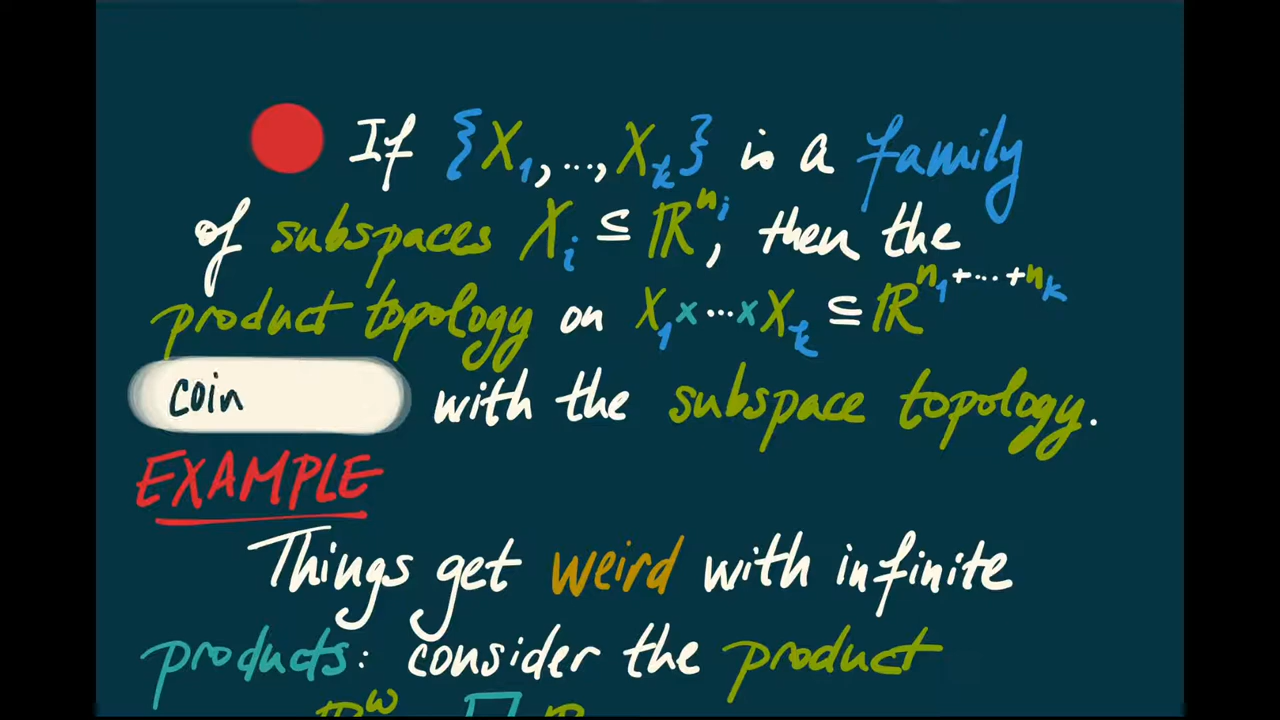 If {X₁, ..., Xₖ} is a family
of subspaces Xᵢ ⊆ ℝ^{nᵢ}, then the
product topology on X₁ × ⋯ × Xₖ ⊆ ℝ^{n₁+⋯+nₖ}
coin with the subspace topology.
EXAMPLE
Things get weird with infinite
products: consider the product
ℝ^ω ∏ ℝ